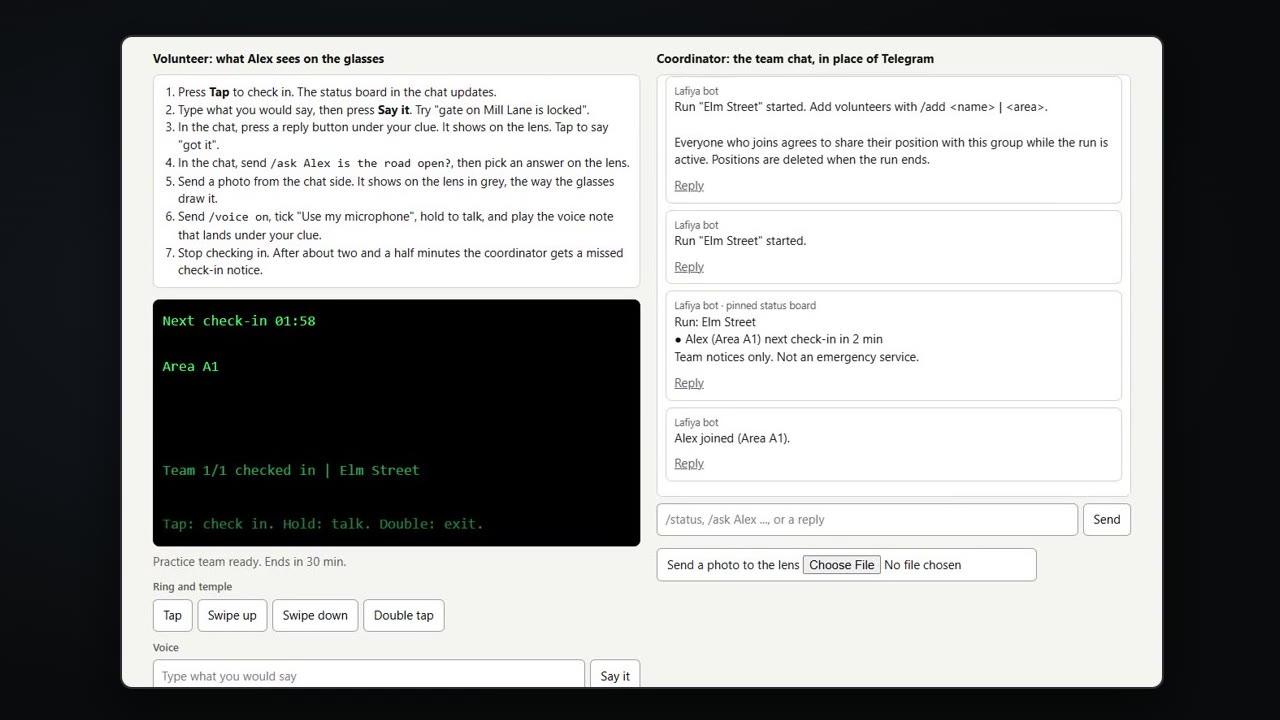 Volunteer: what Alex sees on the glasses
1. Press Tap to check in. The status board in the chat updates.
2. Type what you would say, then press Say it. Try "gate on Mill Lane is locked".
3. In the chat, press a reply button under your clue. It shows on the lens. Tap to say
"got it".
4. In the chat, send /ask Alex is the road open?, then pick an answer on the lens.
5. Send a photo from the chat side. It shows on the lens in grey, the way the glasses
draw it.
6. Send /voice on, tick "Use my microphone", hold to talk, and play the voice note
that lands under your clue.
7. Stop checking in. After about two and a half minutes the coordinator gets a missed
check-in notice.
Next check-in 01:58
Area A1
Team 1/1 checked in | Elm Street
Tap: check in. Hold: talk. Double: exit.
Practice team ready. Ends in 30 min.
Ring and temple
Tap Swipe up Swipe down Double tap
Voice
Type what you would say Say it
Coordinator: the team chat, in place of Telegram
Lafiya bot
Run "Elm Street" started. Add volunteers with /add <name> | <area>.
Everyone who joins agrees to share their position with this group while the run is
active. Positions are deleted when the run ends.
Reply
Lafiya bot
Run "Elm Street" started.
Reply
Lafiya bot · pinned status board
Run: Elm Street
● Alex (Area A1) next check-in in 2 min
Team notices only. Not an emergency service.
Reply
Lafiya bot
Alex joined (Area A1).
Reply
/status, /ask Alex ..., or a reply Send
Send a photo to the lens Choose File No file chosen